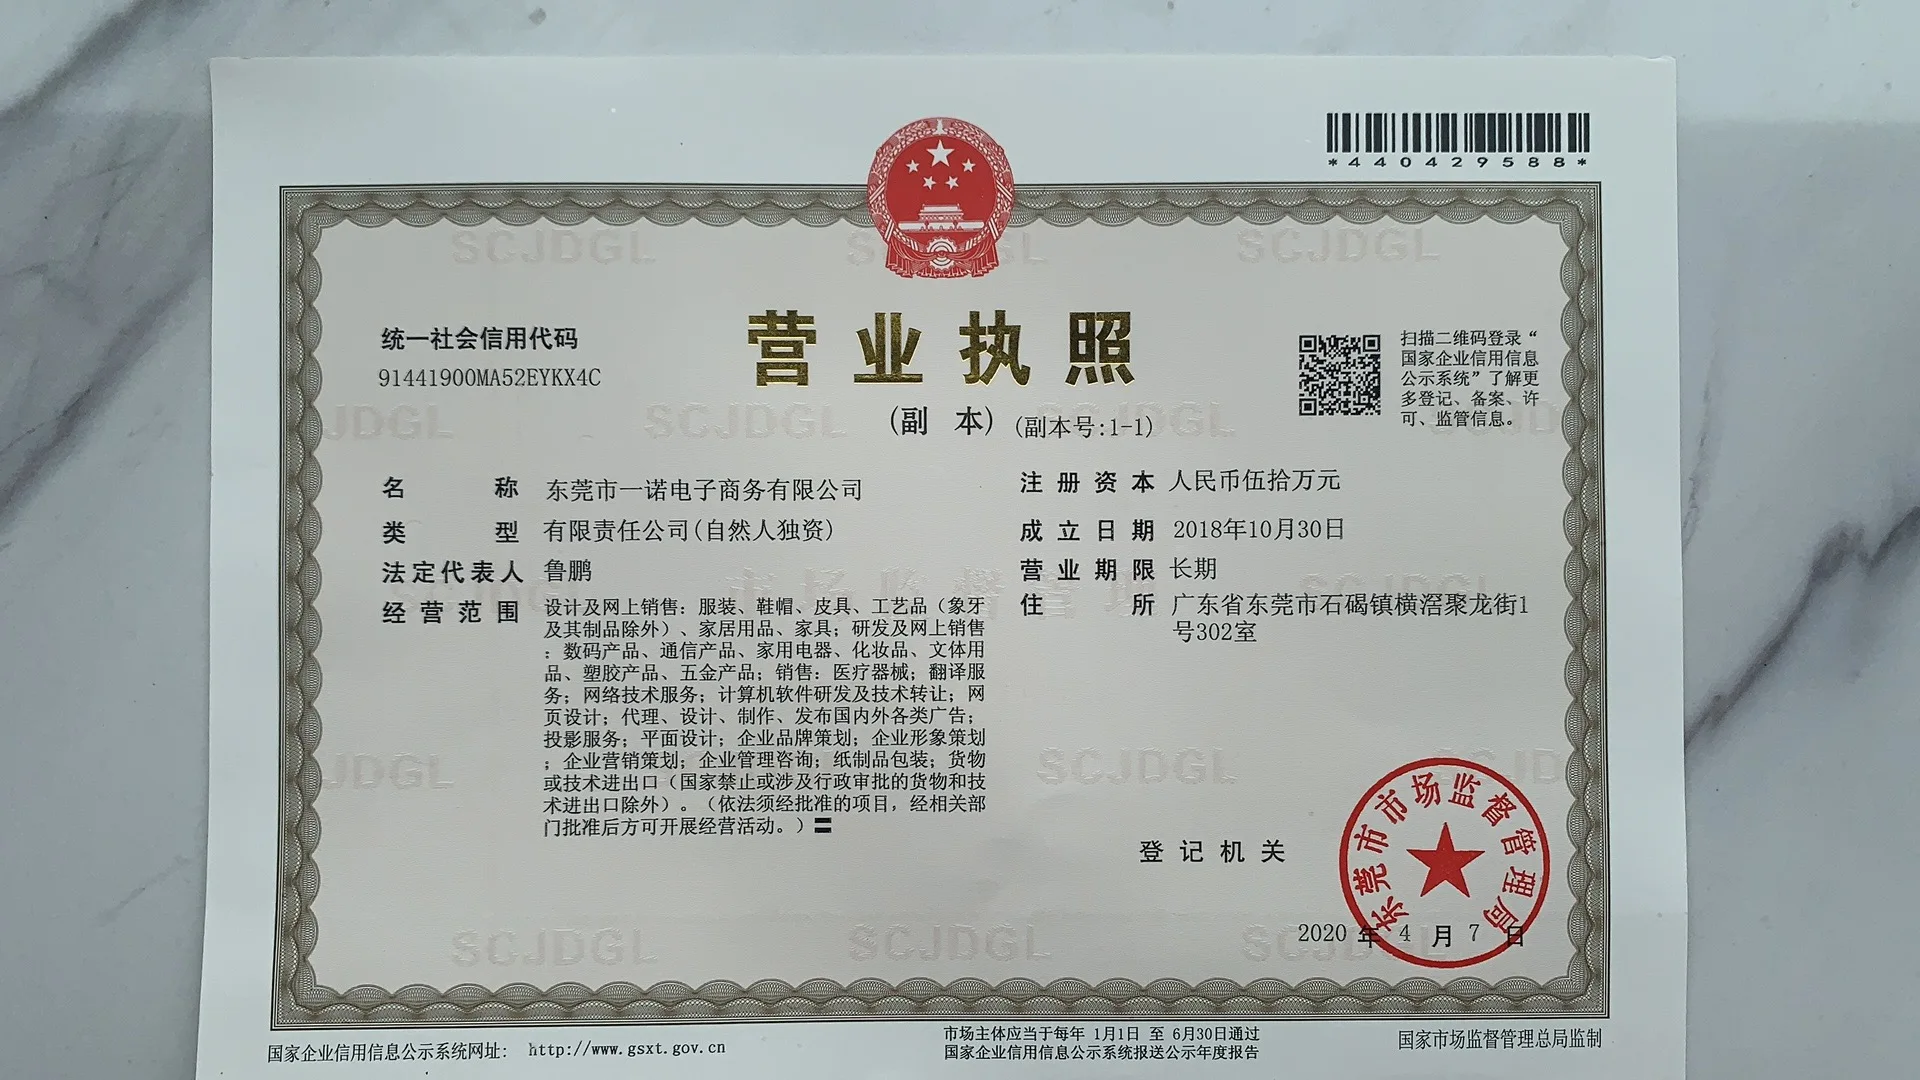 *440429588*
统一社会信用代码
91441900MA52EYKX4C
营业执照
(副 本) (副本号:1-1)
扫描二维码登录“
国家企业信用信息
公示系统”了解更
多登记、备案、许
可、监管信息。
名 称 东莞市一诺电子商务有限公司
类 型 有限责任公司(自然人独资)
法定代表人 鲁鹏
经营范围 设计及网上销售：服装、鞋帽、皮具、工艺品（象牙
及其制品除外）、家居用品、家具；研发及网上销售
：数码产品、通信产品、家用电器、化妆品、文体用
品、塑胶产品、五金产品；销售：医疗器械；翻译服
务；网络技术服务；计算机软件研发及技术转让；网
页设计；代理、设计、制作、发布国内外各类广告；
投影服务；平面设计；企业品牌策划；企业形象策划
；企业营销策划；企业管理咨询；纸制品包装；货物
或技术进出口（国家禁止或涉及行政审批的货物和技
术进出口除外）。（依法须经批准的项目，经相关部
门批准后方可开展经营活动。）〓
注册资本 人民币伍拾万元
成立日期 2018年10月30日
营业期限 长期
住 所 广东省东莞市石碣镇横滘聚龙街1
号302室
登记机关
东莞市市场监督管理局
2020 年 4 月 7 日
SCJDGL
SCJDGL
SCJDGL
SCJDGL
SCJDGL
SCJDGL
SCJDGL
国家企业信用信息公示系统网址： http://www.gsxt.gov.cn
市场主体应当于每年 1月1日 至 6月30日通过
国家企业信用信息公示系统报送公示年度报告
国家市场监督管理总局监制